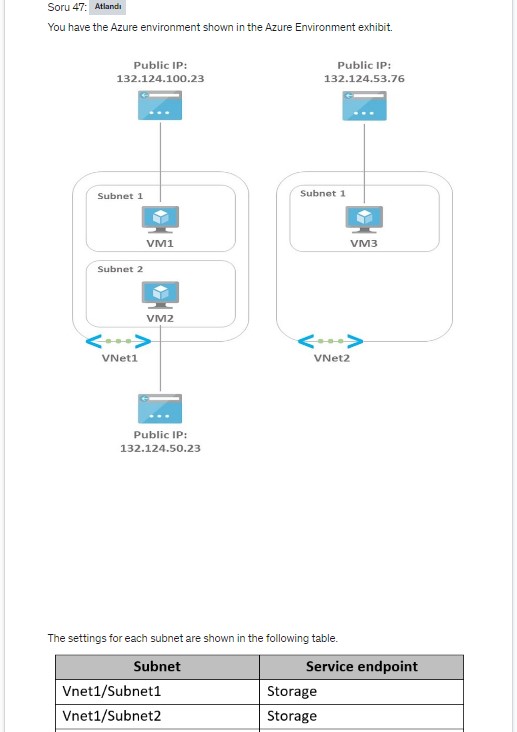 Soru 47: Atlandı
You have the Azure environment shown in the Azure Environment exhibit.
Public IP:
132.124.100.23
Public IP:
132.124.53.76
Subnet 1
VM1
Subnet 1
VM3
Subnet 2
VM2
VNet1
VNet2
Public IP:
132.124.50.23
The settings for each subnet are shown in the following table.
Subnet Service endpoint
Vnet1/Subnet1 Storage
Vnet1/Subnet2 Storage